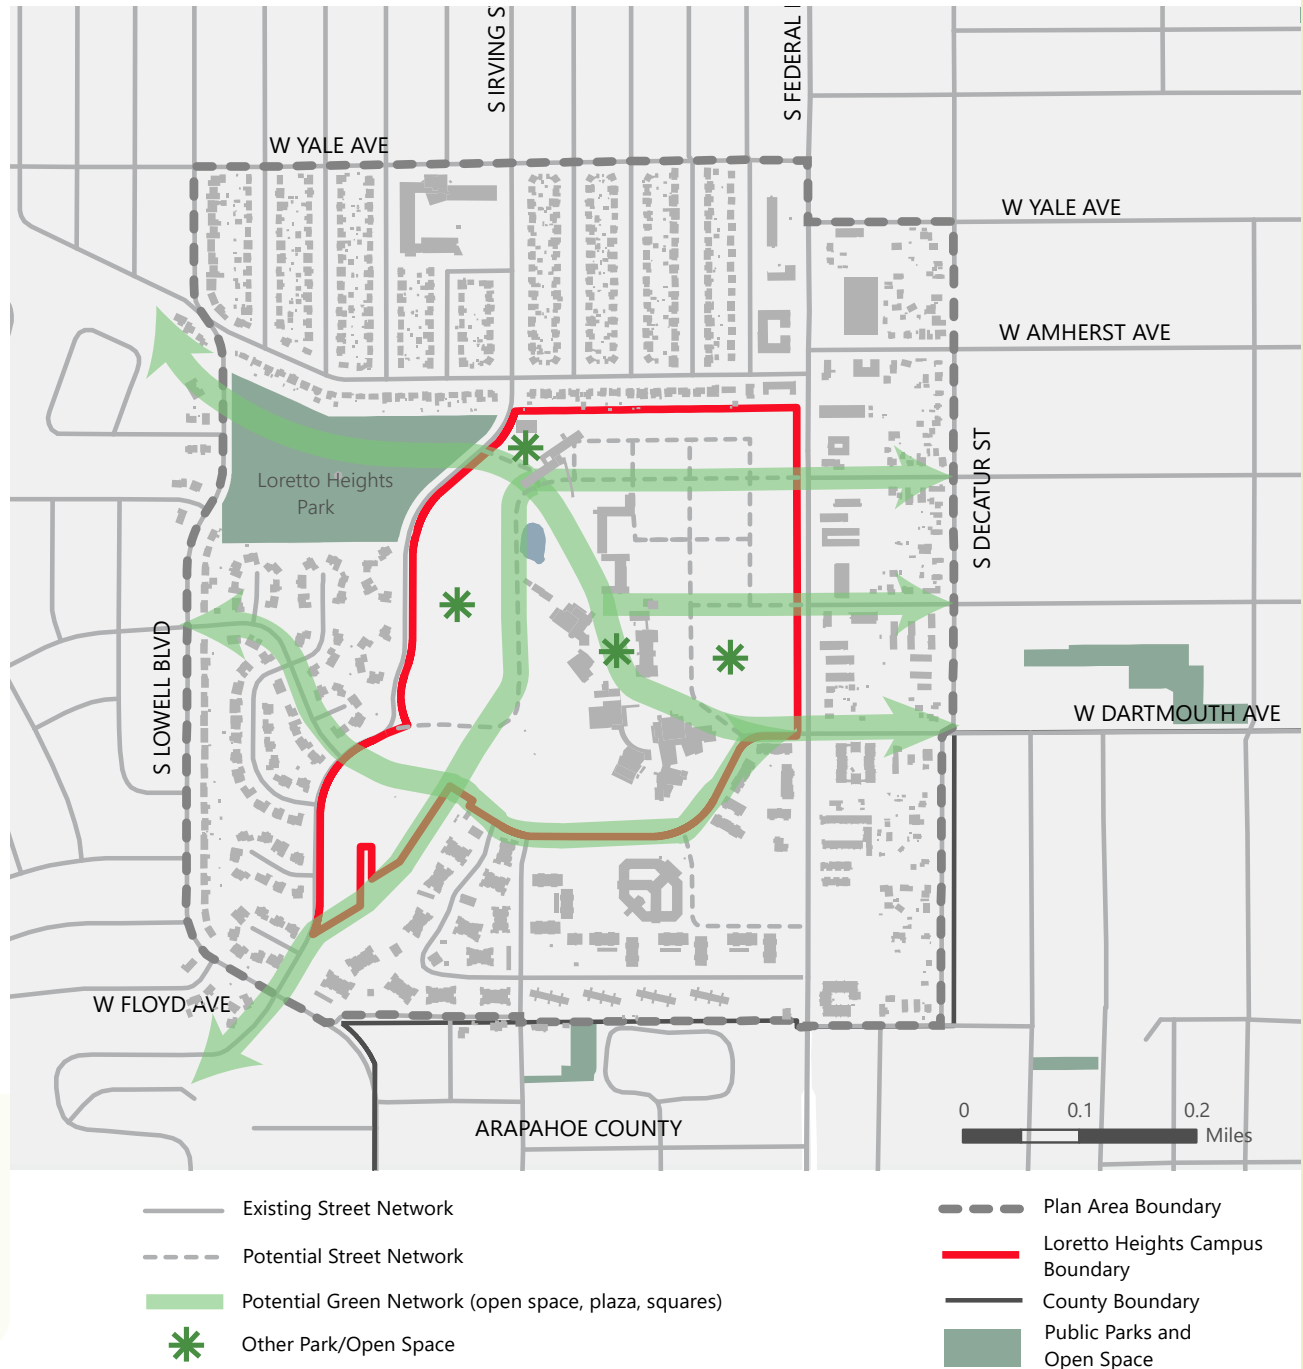 S IRVING S
S FEDERAL
W YALE AVE
W YALE AVE
W AMHERST AVE
Loretto Heights
Park
S DECATUR ST
S LOWELL BLVD
W DARTMOUTH AVE
W FLOYD AVE
ARAPAHOE COUNTY
0 0.1 0.2
Miles
Existing Street Network
Potential Street Network
Potential Green Network (open space, plaza, squares)
Other Park/Open Space
Plan Area Boundary
Loretto Heights Campus
Boundary
County Boundary
Public Parks and
Open Space